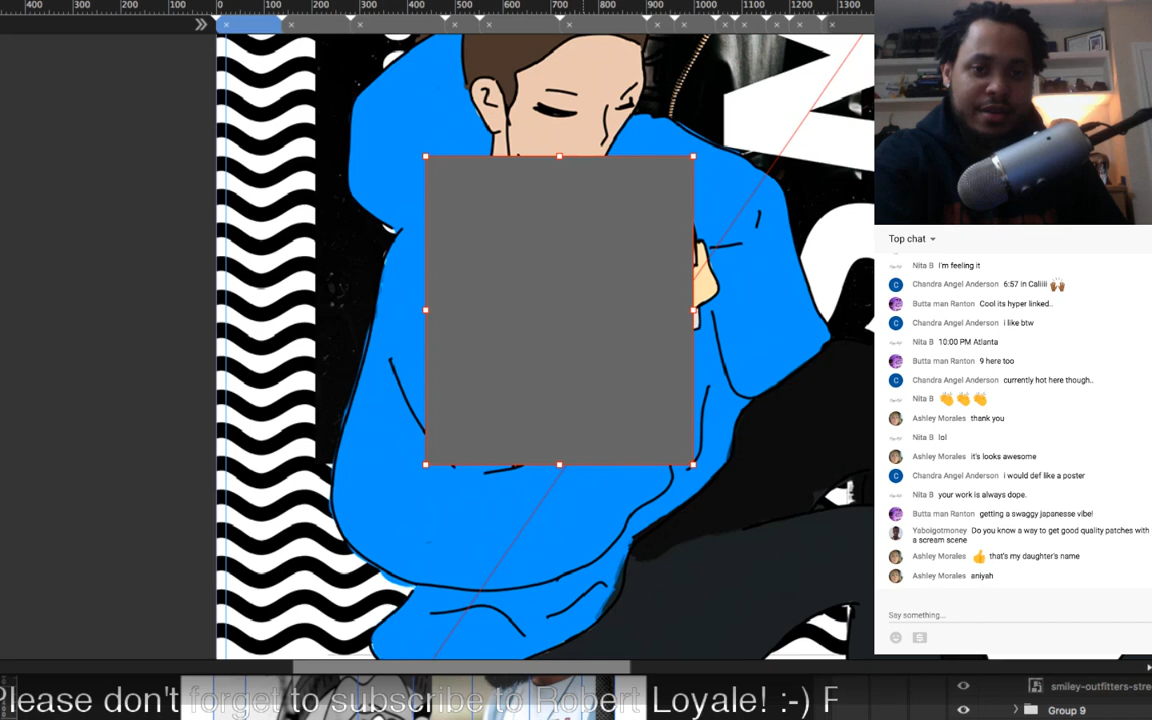 400 300 200 100 0 100 200 300 400 500 600 700 800 900 1000 1100 1200 1300
Top chat
Nita B I'm feeling it
Chandra Angel Anderson 6:57 in Caliiii
Butta man Ranton Cool its hyper linked..
Chandra Angel Anderson i like btw
Nita B 10:00 PM Atlanta
Butta man Ranton 9 here too
Chandra Angel Anderson currently hot here though..
Nita B
Ashley Morales thank you
Nita B lol
Ashley Morales it's looks awesome
Chandra Angel Anderson i would def like a poster
Nita B your work is always dope.
Butta man Ranton getting a swaggy japanesse vibe!
Yaboigotmoney Do you know a way to get good quality patches with
a scream scene
Ashley Morales that's my daughter's name
Ashley Morales aniyah
Say something...
smiley-outfitters-stre
Please don't forget to subscribe to Robert Loyale! :-) F
Group 9